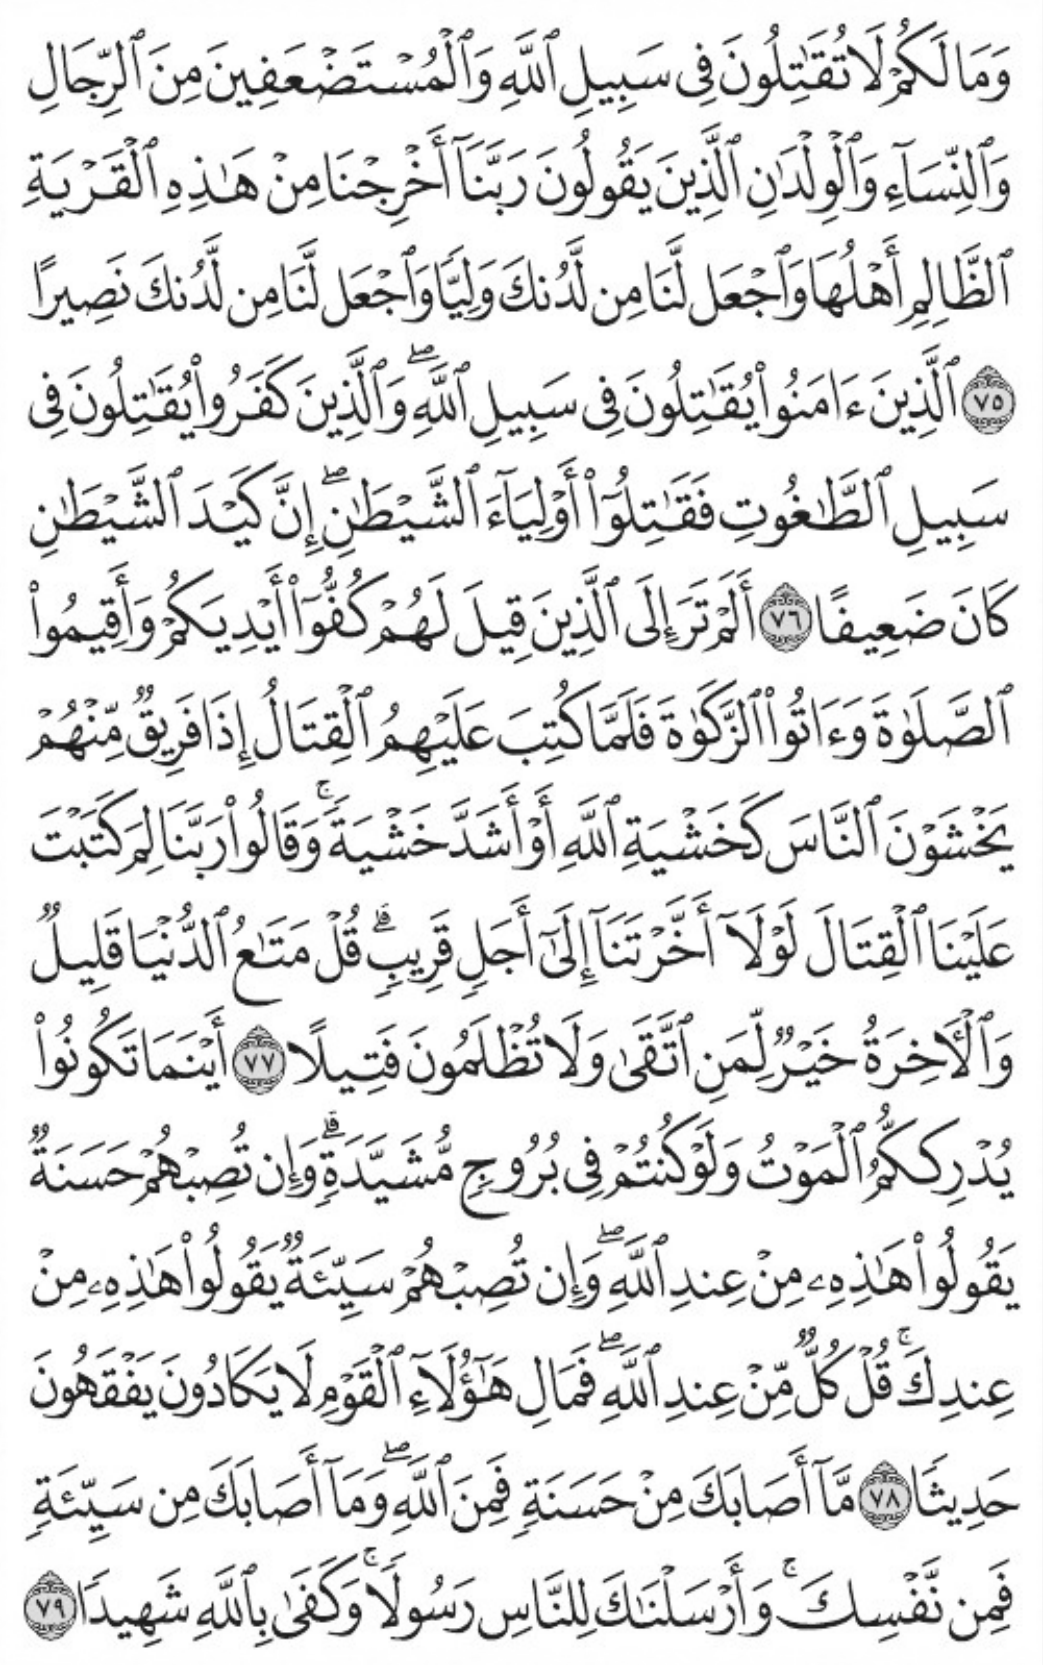 وَمَا لَكُمْ لَا تُقَٰتِلُونَ فِى سَبِيلِ ٱللَّهِ وَٱلْمُسْتَضْعَفِينَ مِنَ ٱلرِّجَالِ
وَٱلنِّسَآءِ وَٱلْوِلْدَٰنِ ٱلَّذِينَ يَقُولُونَ رَبَّنَآ أَخْرِجْنَا مِنْ هَٰذِهِ ٱلْقَرْيَةِ
ٱلظَّالِمِ أَهْلُهَا وَٱجْعَل لَّنَا مِن لَّدُنكَ وَلِيًّا وَٱجْعَل لَّنَا مِن لَّدُنكَ نَصِيرًا
٧٥ ٱلَّذِينَ ءَامَنُوا۟ يُقَٰتِلُونَ فِى سَبِيلِ ٱللَّهِ ۖ وَٱلَّذِينَ كَفَرُوا۟ يُقَٰتِلُونَ فِى
سَبِيلِ ٱلطَّٰغُوتِ فَقَٰتِلُوٓا۟ أَوْلِيَآءَ ٱلشَّيْطَٰنِ ۖ إِنَّ كَيْدَ ٱلشَّيْطَٰنِ
كَانَ ضَعِيفًا ٧٦ أَلَمْ تَرَ إِلَى ٱلَّذِينَ قِيلَ لَهُمْ كُفُّوٓا۟ أَيْدِيَكُمْ وَأَقِيمُوا۟
ٱلصَّلَوٰةَ وَءَاتُوا۟ ٱلزَّكَوٰةَ فَلَمَّا كُتِبَ عَلَيْهِمُ ٱلْقِتَالُ إِذَا فَرِيقٌ مِّنْهُمْ
يَخْشَوْنَ ٱلنَّاسَ كَخَشْيَةِ ٱللَّهِ أَوْ أَشَدَّ خَشْيَةً ۚ وَقَالُوا۟ رَبَّنَا لِمَ كَتَبْتَ
عَلَيْنَا ٱلْقِتَالَ لَوْلَآ أَخَّرْتَنَآ إِلَىٰٓ أَجَلٍ قَرِيبٍ ۗ قُلْ مَتَٰعُ ٱلدُّنْيَا قَلِيلٌ
وَٱلْـَٔاخِرَةُ خَيْرٌ لِّمَنِ ٱتَّقَىٰ وَلَا تُظْلَمُونَ فَتِيلًا ٧٧ أَيْنَمَا تَكُونُوا۟
يُدْرِككُّمُ ٱلْمَوْتُ وَلَوْ كُنتُمْ فِى بُرُوجٍ مُّشَيَّدَةٍ ۗ وَإِن تُصِبْهُمْ حَسَنَةٌ
يَقُولُوا۟ هَٰذِهِۦ مِنْ عِندِ ٱللَّهِ ۖ وَإِن تُصِبْهُمْ سَيِّئَةٌ يَقُولُوا۟ هَٰذِهِۦ مِنْ
عِندِكَ ۚ قُلْ كُلٌّ مِّنْ عِندِ ٱللَّهِ ۖ فَمَالِ هَٰٓؤُلَآءِ ٱلْقَوْمِ لَا يَكَادُونَ يَفْقَهُونَ
حَدِيثًا ٧٨ مَّآ أَصَابَكَ مِنْ حَسَنَةٍ فَمِنَ ٱللَّهِ ۖ وَمَآ أَصَابَكَ مِن سَيِّئَةٍ
فَمِن نَّفْسِكَ ۚ وَأَرْسَلْنَٰكَ لِلنَّاسِ رَسُولًا ۚ وَكَفَىٰ بِٱللَّهِ شَهِيدًا ٧٩